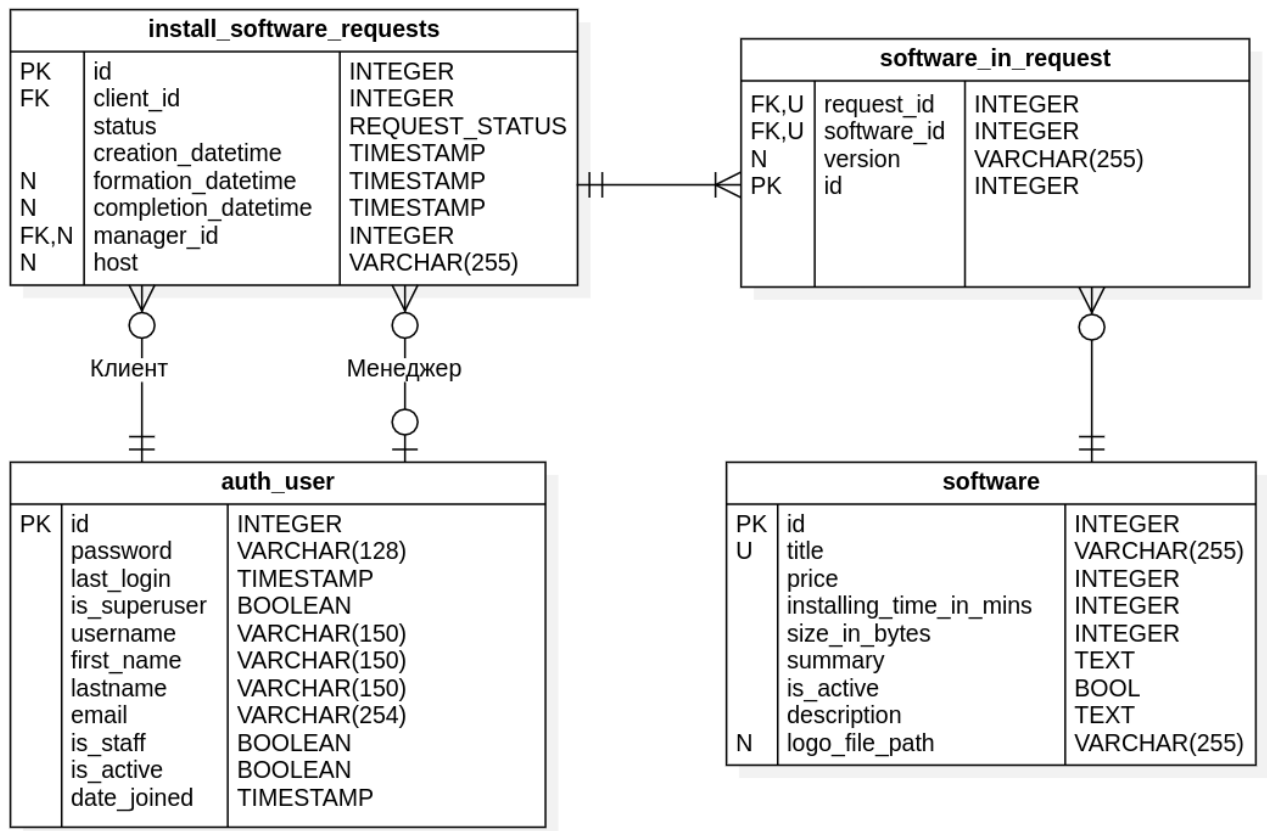 install_software_requests
PK id INTEGER
FK client_id INTEGER
status REQUEST_STATUS
creation_datetime TIMESTAMP
N formation_datetime TIMESTAMP
N completion_datetime TIMESTAMP
FK,N manager_id INTEGER
N host VARCHAR(255)
software_in_request
FK,U request_id INTEGER
FK,U software_id INTEGER
N version VARCHAR(255)
PK id INTEGER
Клиент
Менеджер
auth_user
PK id INTEGER
password VARCHAR(128)
last_login TIMESTAMP
is_superuser BOOLEAN
username VARCHAR(150)
first_name VARCHAR(150)
lastname VARCHAR(150)
email VARCHAR(254)
is_staff BOOLEAN
is_active BOOLEAN
date_joined TIMESTAMP
software
PK id INTEGER
U title VARCHAR(255)
price INTEGER
installing_time_in_mins INTEGER
size_in_bytes INTEGER
summary TEXT
is_active BOOL
description TEXT
N logo_file_path VARCHAR(255)